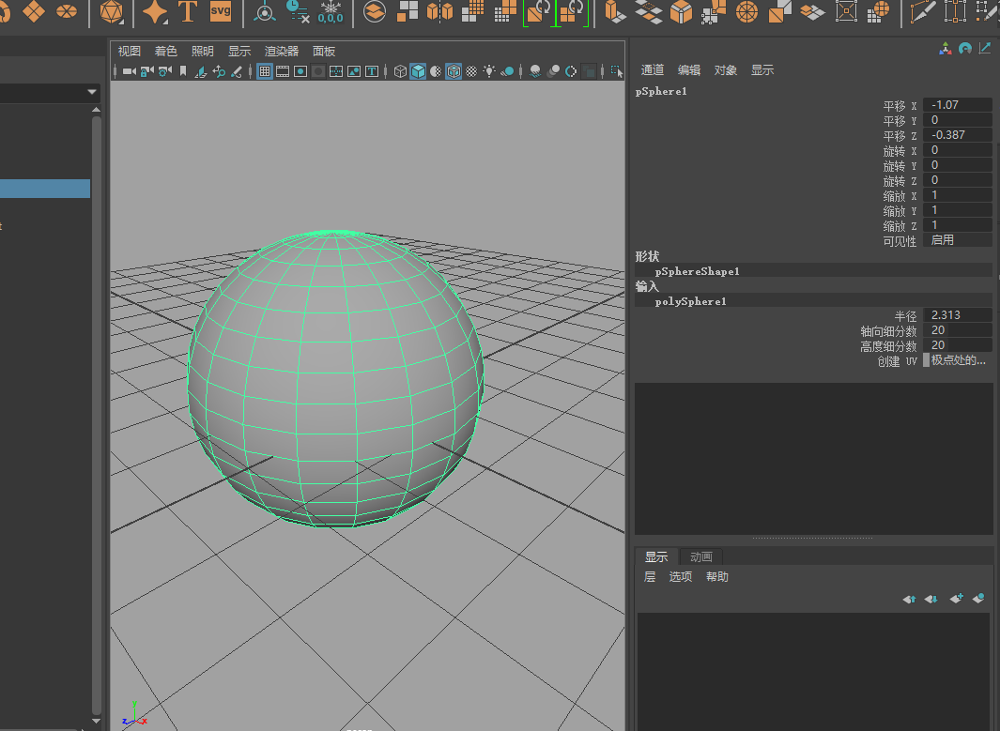 svg
0,0,0
视图 着色 照明 显示 渲染器 面板
通道 编辑 对象 显示
pSphere1
平移 X -1.07
平移 Y 0
平移 Z -0.387
旋转 X 0
旋转 Y 0
旋转 Z 0
缩放 X 1
缩放 Y 1
缩放 Z 1
可见性 启用
形状
pSphereShape1
输入
polySphere1
半径 2.313
轴向细分数 20
高度细分数 20
创建 UV 极点处的...
显示 动画
层 选项 帮助
Y
Z X